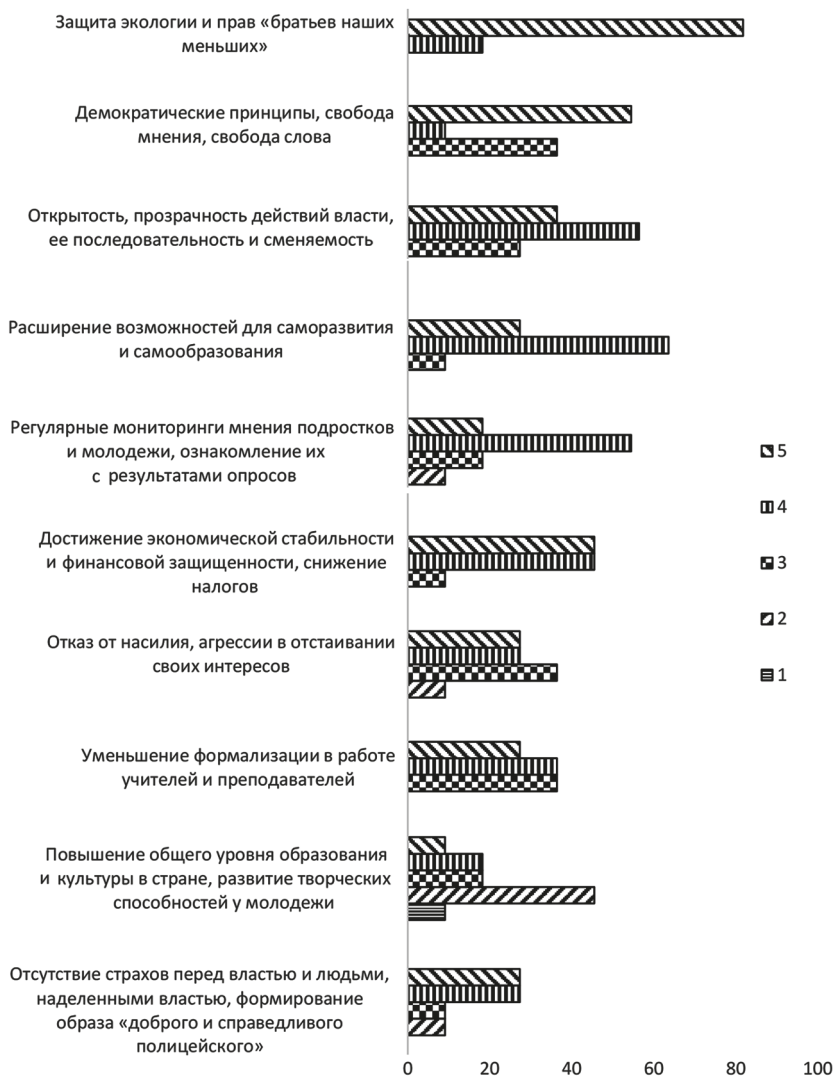 Защита экологии и прав «братьев наших
меньших»
Демократические принципы, свобода
мнения, свобода слова
Открытость, прозрачность действий власти,
ее последовательность и сменяемость
Расширение возможностей для саморазвития
и самообразования
Регулярные мониторинги мнения подростков
и молодежи, ознакомление их
с результатами опросов
Достижение экономической стабильности
и финансовой защищенности, снижение
налогов
Отказ от насилия, агрессии в отстаивании
своих интересов
Уменьшение формализации в работе
учителей и преподавателей
Повышение общего уровня образования
и культуры в стране, развитие творческих
способностей у молодежи
Отсутствие страхов перед властью и людьми,
наделенными властью, формирование
образа «доброго и справедливого
полицейского»
5
4
3
2
1
0 20 40 60 80 100